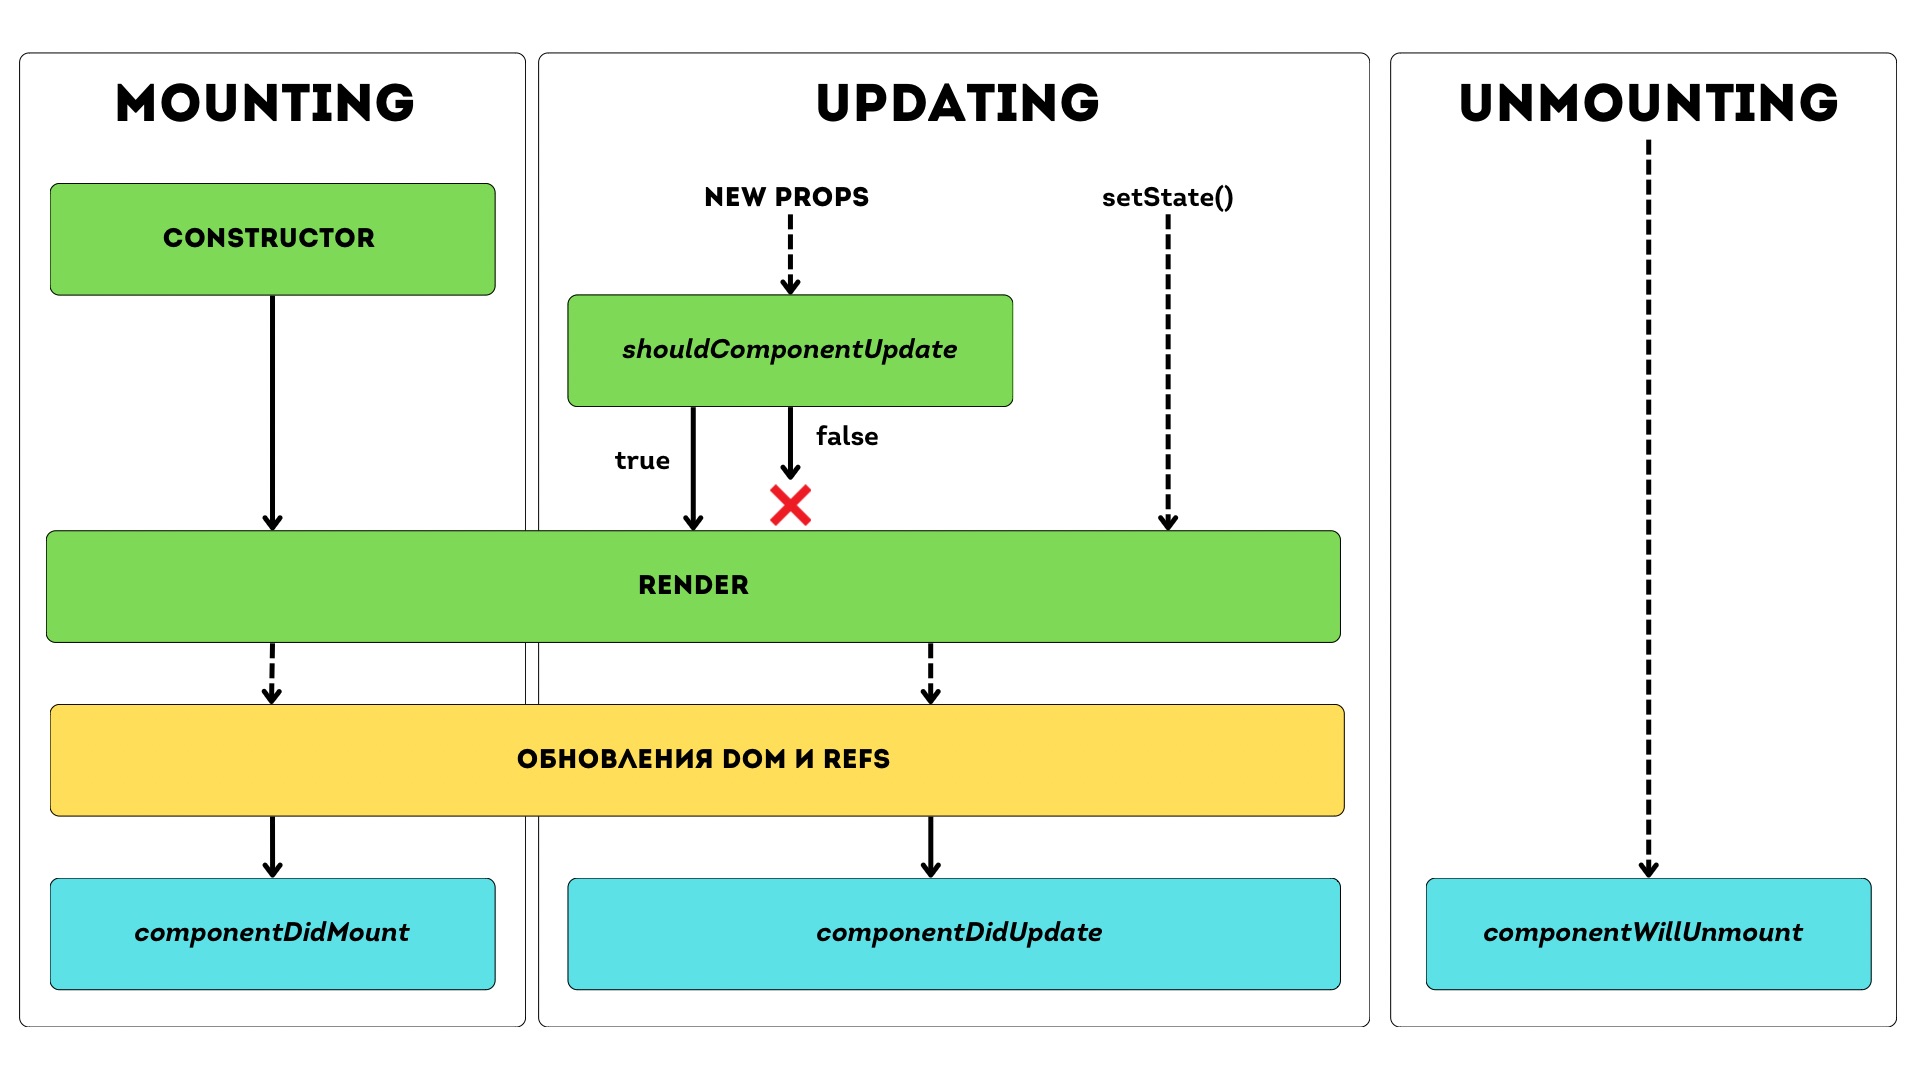 MOUNTING
UPDATING
UNMOUNTING
CONSTRUCTOR
NEW PROPS
setState()
shouldComponentUpdate
true
false
RENDER
ОБНОВЛЕНИЯ DOM И REFS
componentDidMount
componentDidUpdate
componentWillUnmount